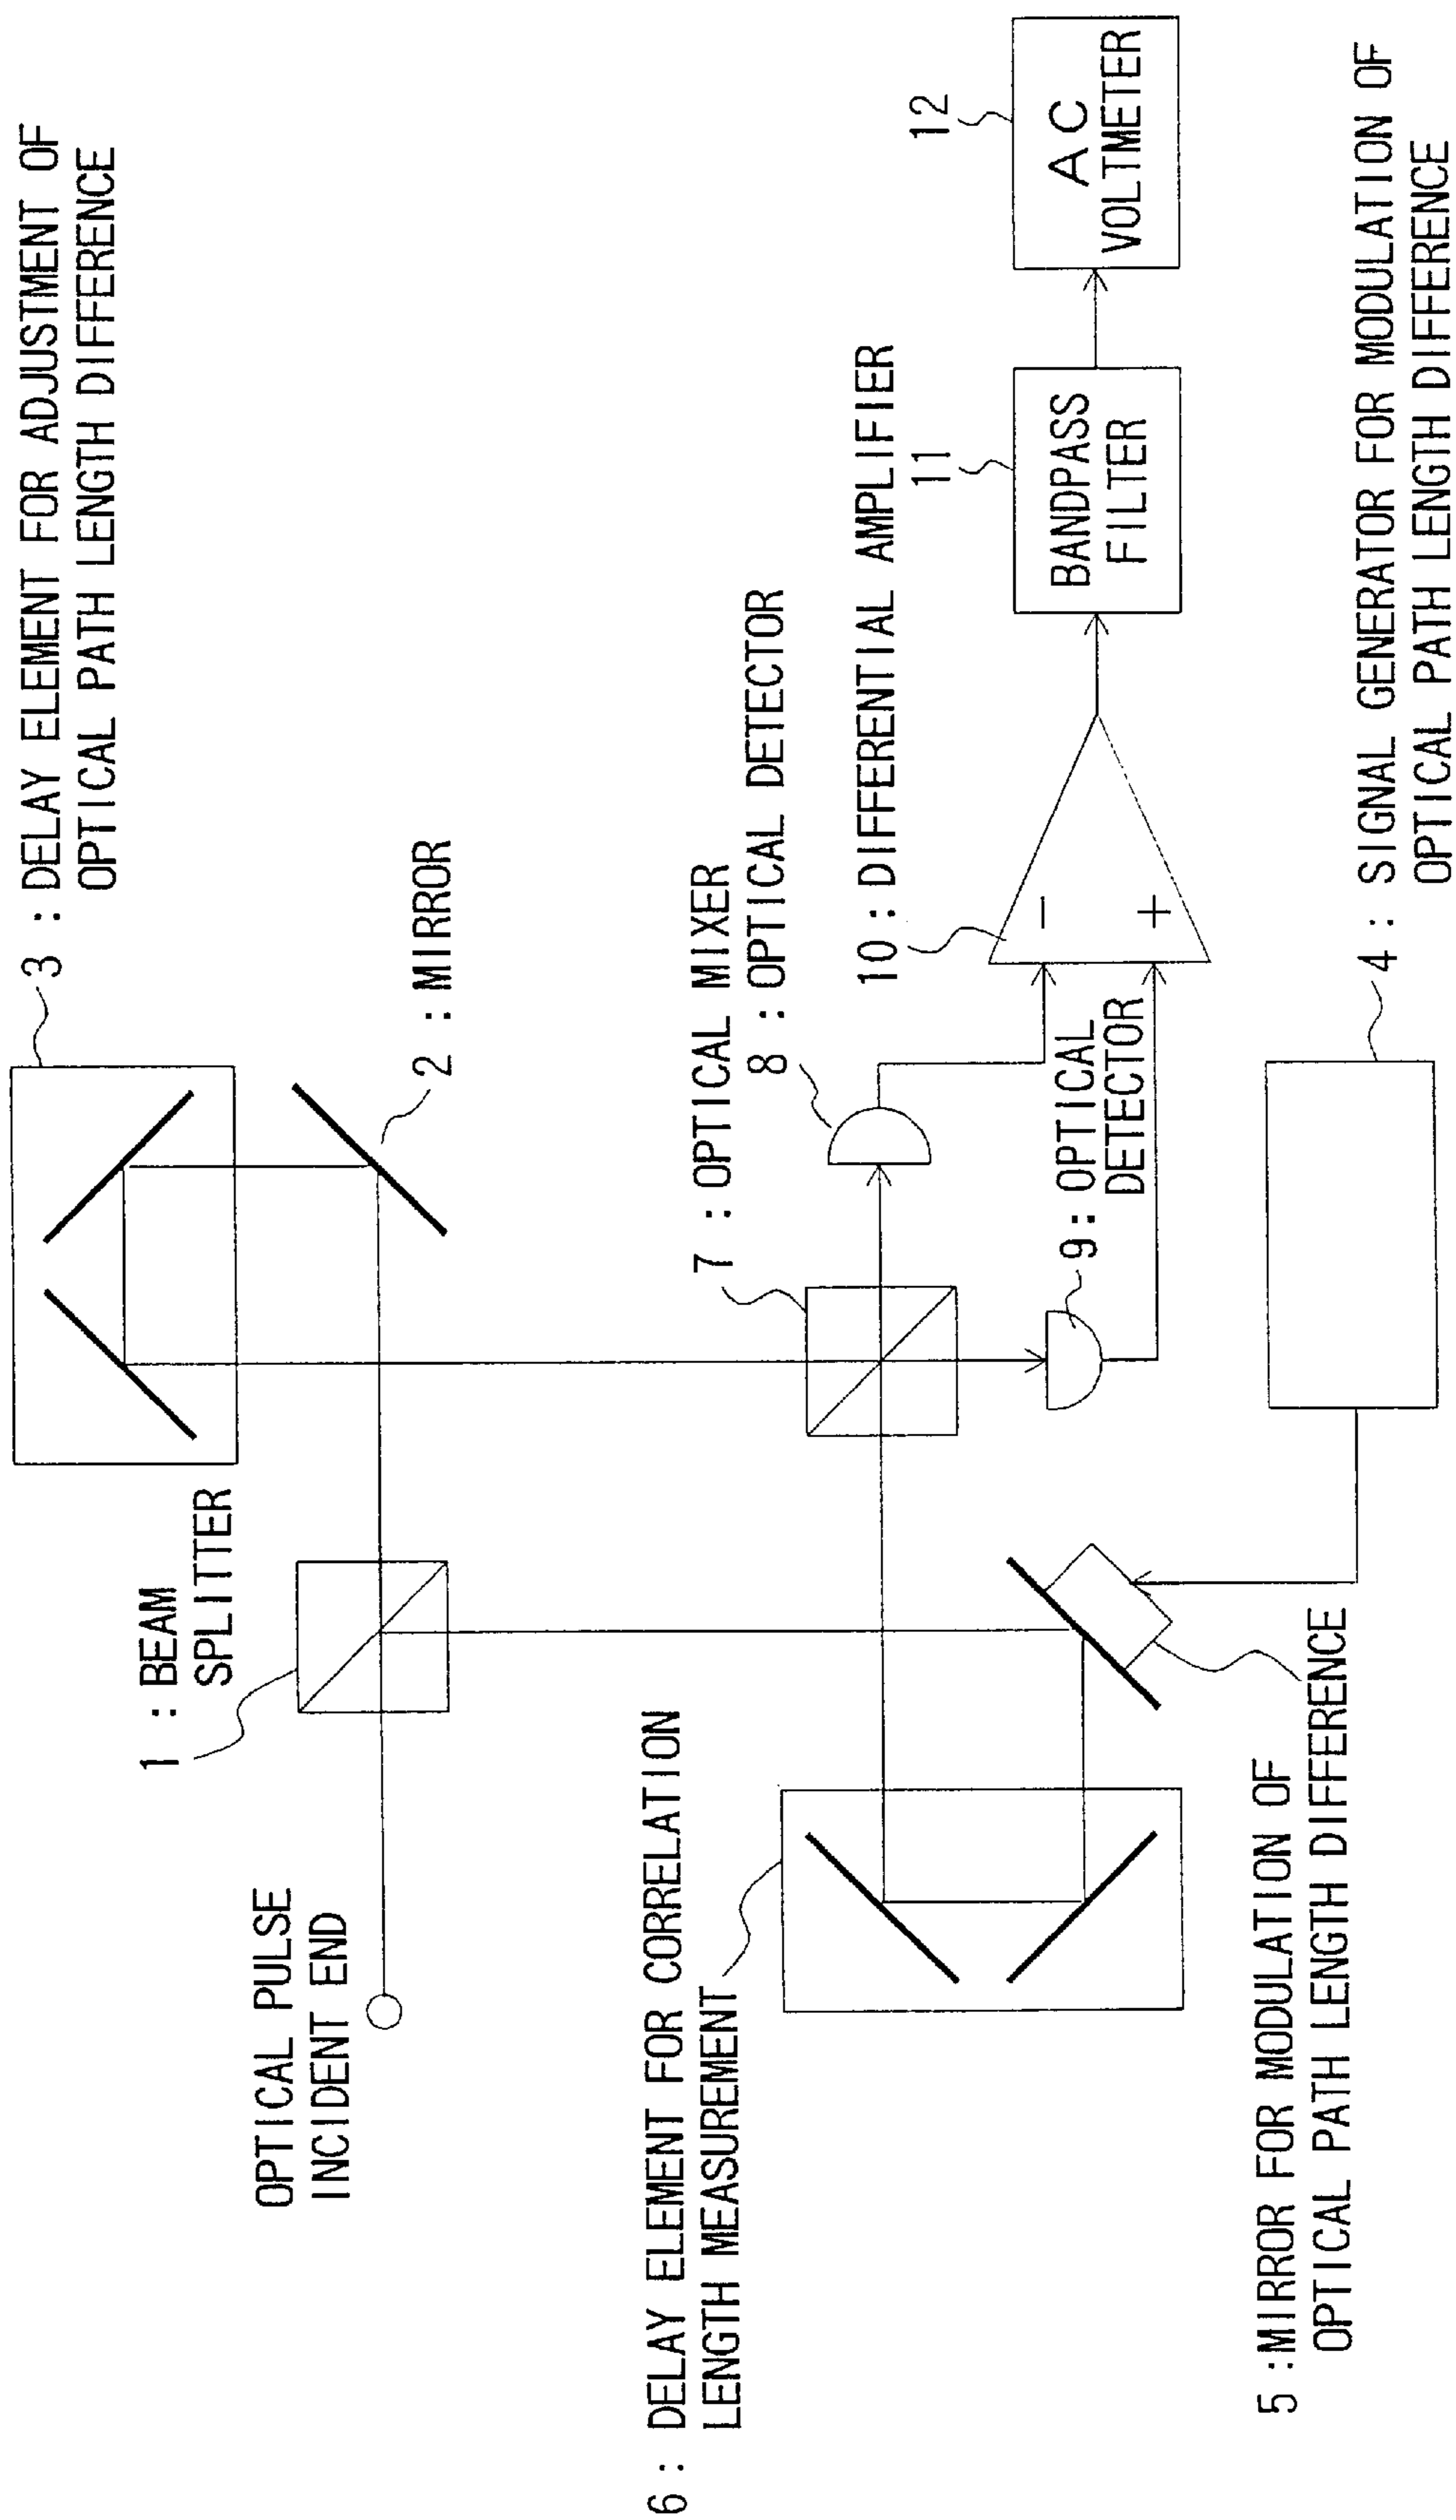 3 : DELAY ELEMENT FOR ADJUSTMENT OF
OPTICAL PATH LENGTH DIFFERENCE
1 : BEAM
SPLITTER
2 : MIRROR
OPTICAL PULSE
INCIDENT END
6 : DELAY ELEMENT FOR CORRELATION
LENGTH MEASUREMENT
7 : OPTICAL MIXER
8 : OPTICAL DETECTOR
10 : DIFFERENTIAL AMPLIFIER
11
12
−
+
BANDPASS
FILTER
AC
VOLTMETER
9 : OPTICAL
DETECTOR
5 :MIRROR FOR MODULATION OF
OPTICAL PATH LENGTH DIFFERENCE
4 : SIGNAL GENERATOR FOR MODULATION OF
OPTICAL PATH LENGTH DIFFERENCE